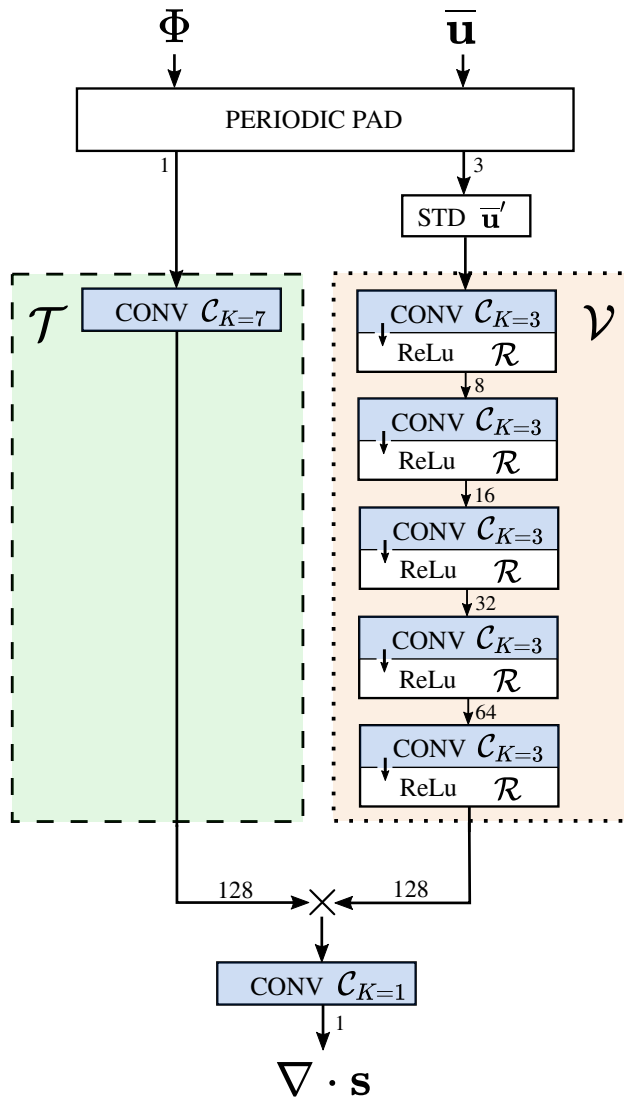 Φ u̅
PERIODIC PAD
1 3
STD u̅′
𝒯 CONV 𝒞K=7
𝒱
CONV 𝒞K=3
ReLu ℛ
8
CONV 𝒞K=3
ReLu ℛ
16
CONV 𝒞K=3
ReLu ℛ
32
CONV 𝒞K=3
ReLu ℛ
64
CONV 𝒞K=3
ReLu ℛ
128 × 128
CONV 𝒞K=1
1
∇ · s